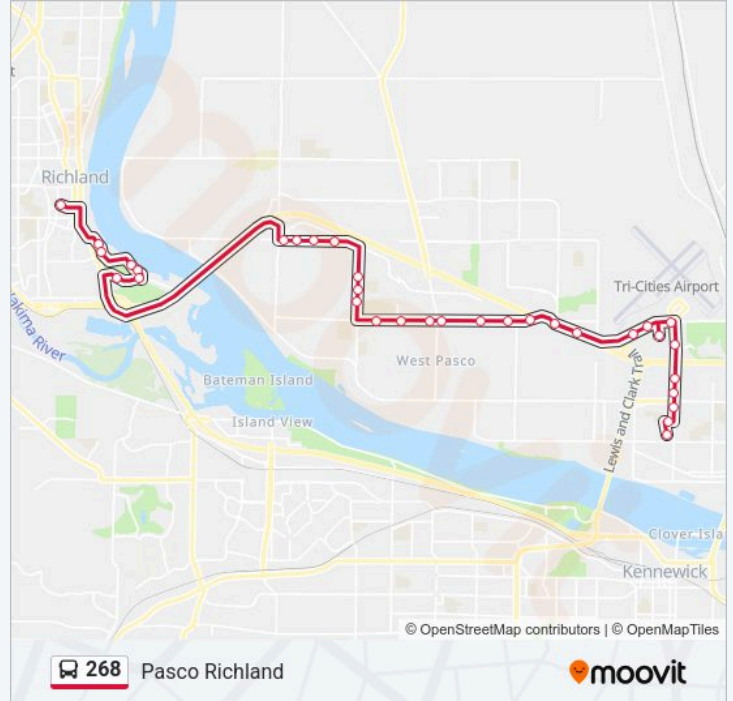 Richland
t
Tri-Cities Airport
akima River
West Pasco
Bateman Island
Lewis and Clark Trail
Island View
Clover Isla
Kennewick
© OpenStreetMap contributors | © OpenMapTiles
268 Pasco Richland
moovit